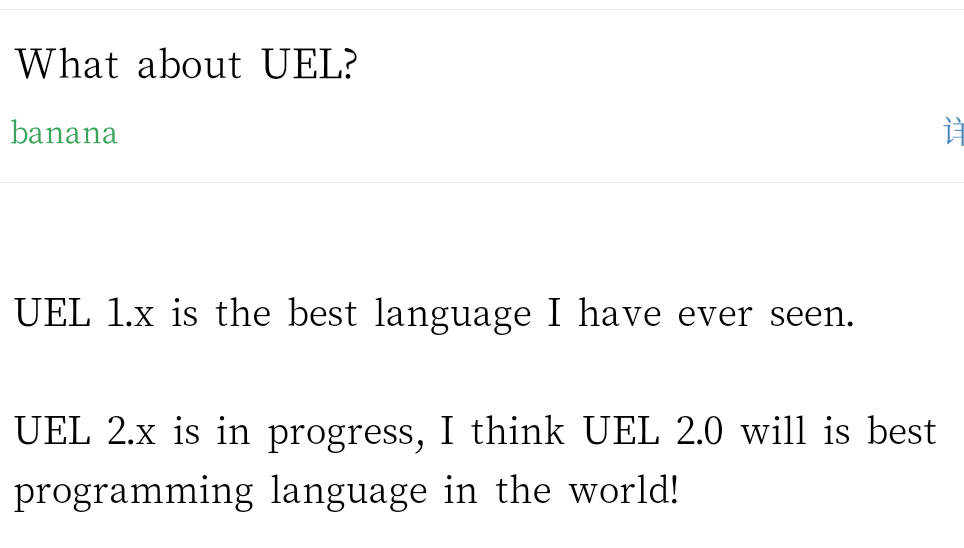 What about UEL?
banana
详
UEL 1.x is the best language I have ever seen.
UEL 2.x is in progress, I think UEL 2.0 will is best
programming language in the world!